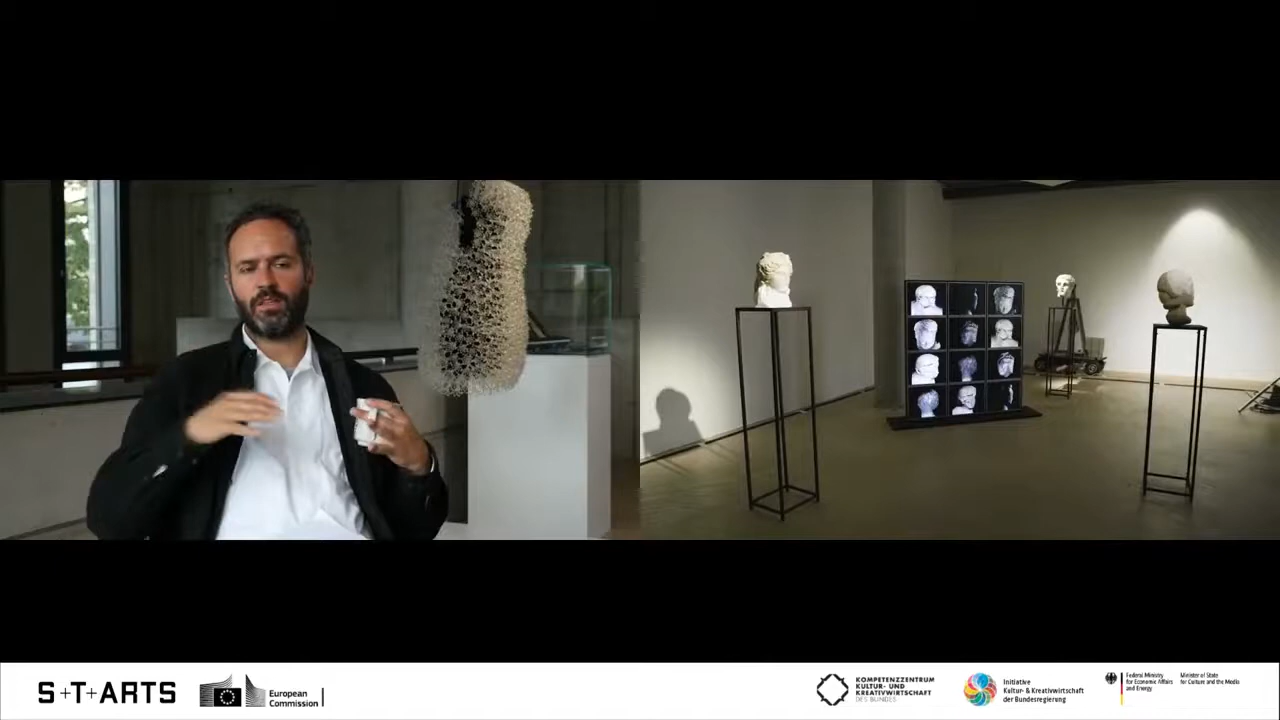 S+T+ARTS
European
Commission
KOMPETENZZENTRUM
KULTUR- UND
KREATIVWIRTSCHAFT
DES BUNDES
Initiative
Kultur- & Kreativwirtschaft
der Bundesregierung
Federal Ministry
for Economic Affairs
and Energy
Minister of State
for Culture and the Media